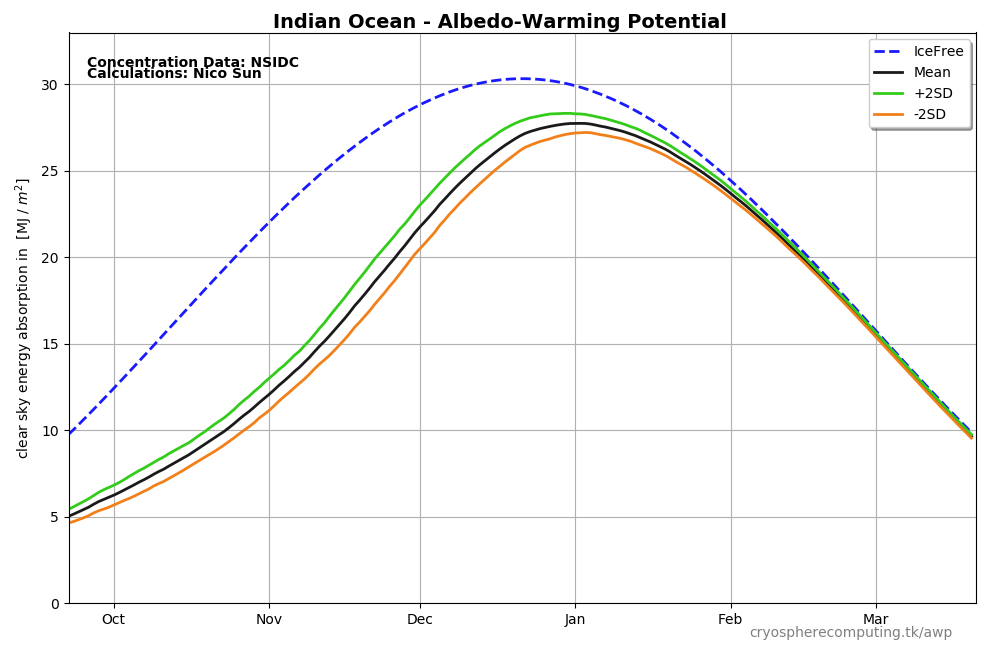 Indian Ocean - Albedo-Warming Potential
Concentration Data: NSIDC
Calculations: Nico Sun
IceFree
Mean
+2SD
-2SD
clear sky energy absorption in [MJ / m²]
30
25
20
15
10
5
0
Oct Nov Dec Jan Feb Mar
cryospherecomputing.tk/awp